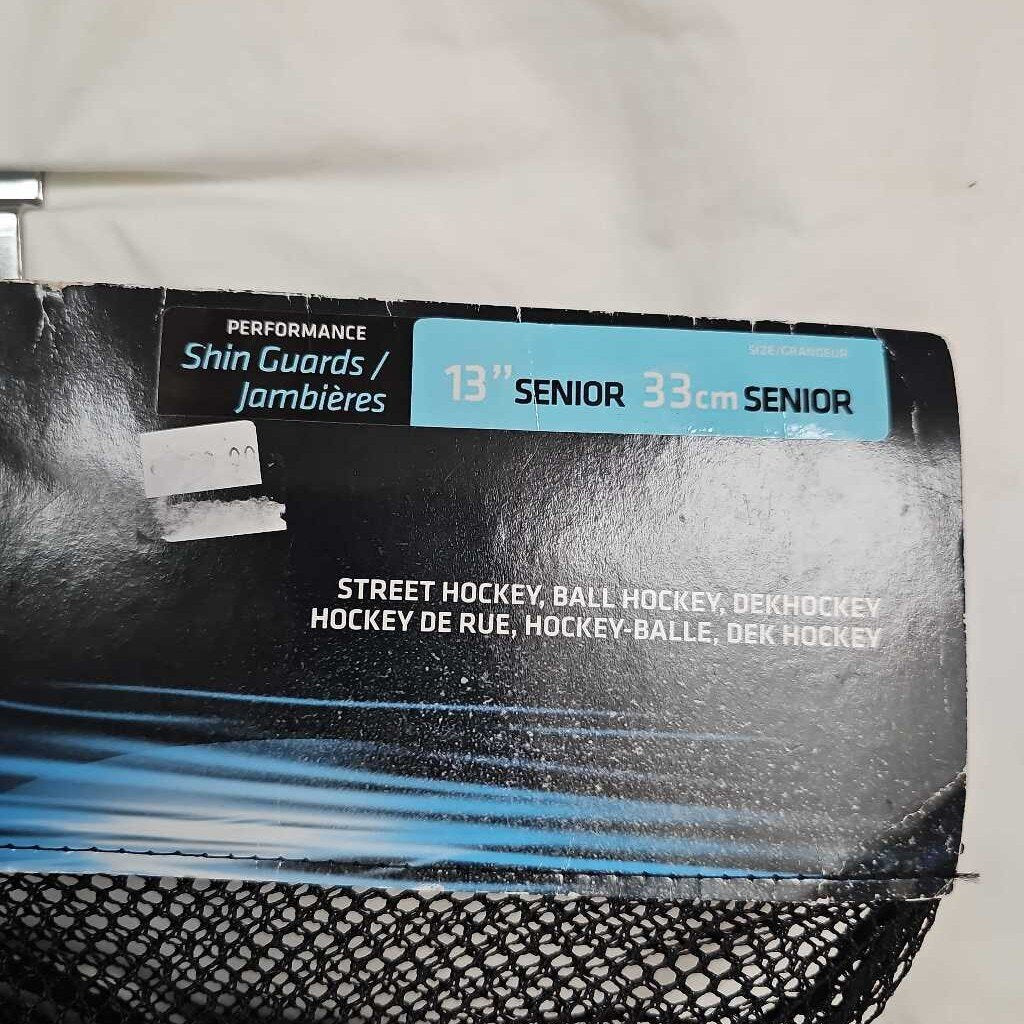 PERFORMANCE
Shin Guards /
Jambières
SIZE/GRANDEUR
13” SENIOR 33cm SENIOR
STREET HOCKEY, BALL HOCKEY, DEKHOCKEY
HOCKEY DE RUE, HOCKEY-BALLE, DEK HOCKEY